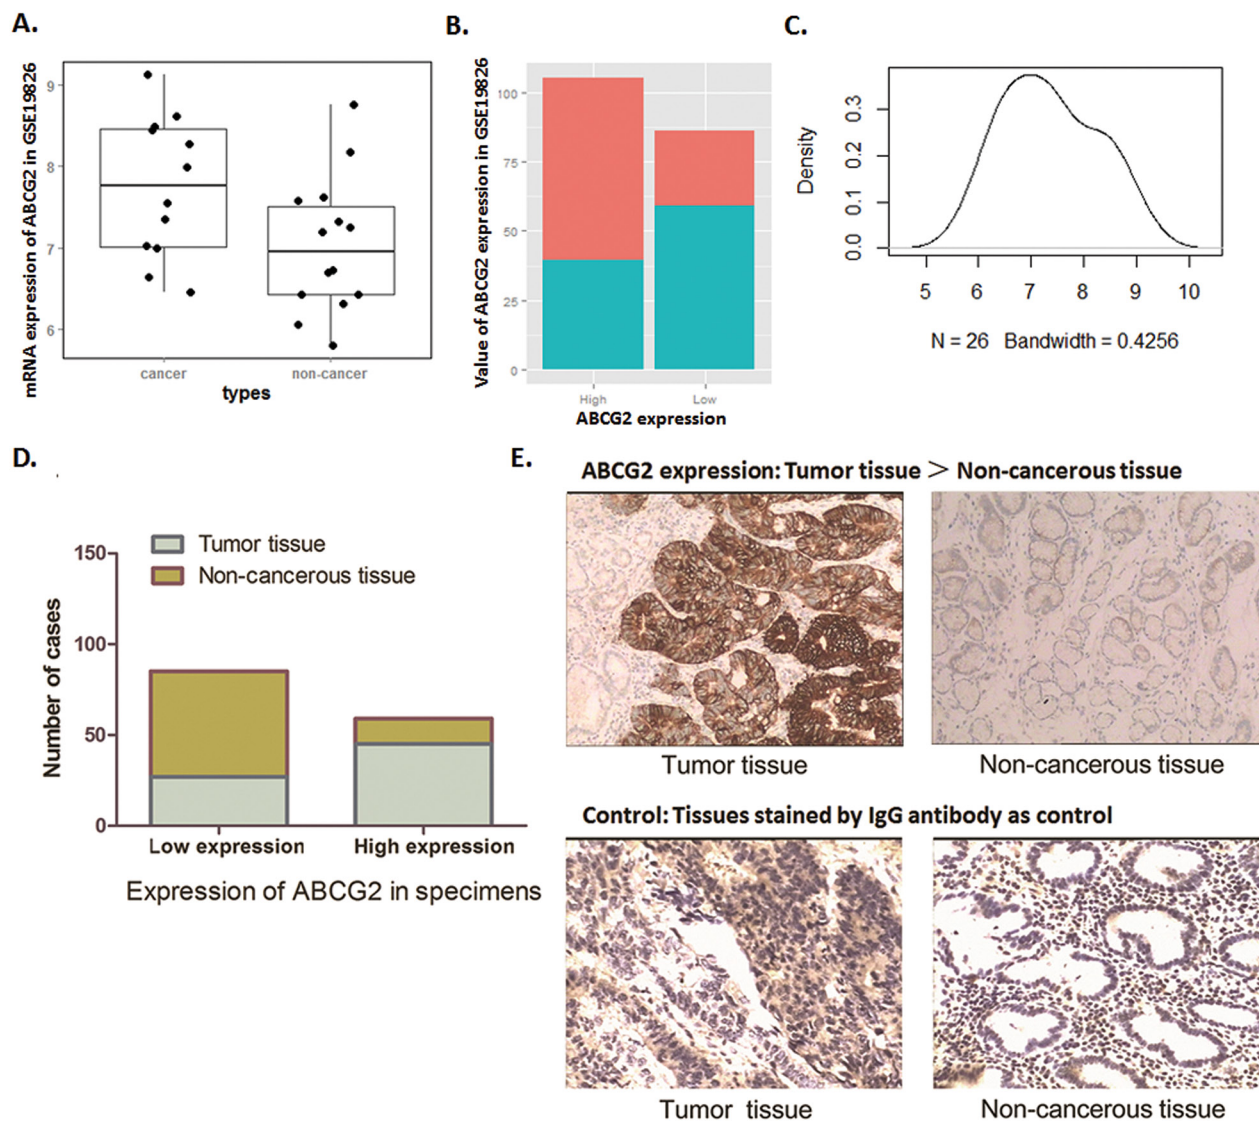 A.
mRNA expression of ABCG2 in GSE19826
9
8
7
6
cancer
non-cancer
types
B.
Value of ABCG2 expression in GSE19826
100
75
50
25
0
High
Low
ABCG2 expression
C.
Density
0.3
0.2
0.1
0.0
5 6 7 8 9 10
N = 26 Bandwidth = 0.4256
D.
Number of cases
150
100
50
0
Tumor tissue
Non-cancerous tissue
Low expression
High expression
Expression of ABCG2 in specimens
E.
ABCG2 expression: Tumor tissue > Non-cancerous tissue
Tumor tissue
Non-cancerous tissue
Control: Tissues stained by IgG antibody as control
Tumor tissue
Non-cancerous tissue